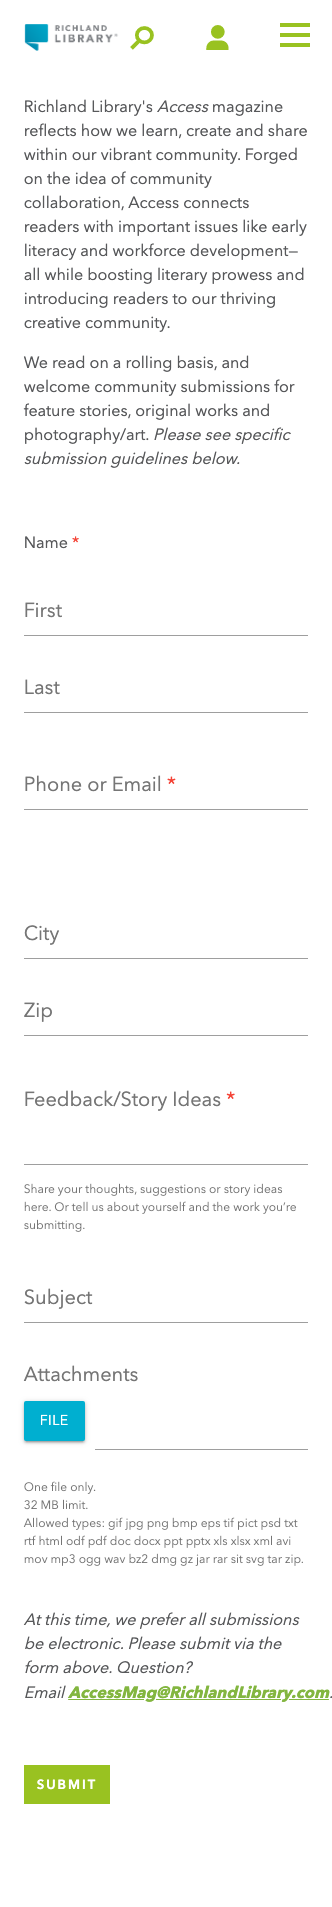 RICHLAND
LIBRARY®
Richland Library's Access magazine
reflects how we learn, create and share
within our vibrant community. Forged
on the idea of community
collaboration, Access connects
readers with important issues like early
literacy and workforce development—
all while boosting literary prowess and
introducing readers to our thriving
creative community.
We read on a rolling basis, and
welcome community submissions for
feature stories, original works and
photography/art. Please see specific
submission guidelines below.
Name *
First
Last
Phone or Email *
City
Zip
Feedback/Story Ideas *
Share your thoughts, suggestions or story ideas
here. Or tell us about yourself and the work you're
submitting.
Subject
Attachments
FILE
One file only.
32 MB limit.
Allowed types: gif jpg png bmp eps tif pict psd txt
rtf html odf pdf doc docx ppt pptx xls xlsx xml avi
mov mp3 ogg wav bz2 dmg gz jar rar sit svg tar zip.
At this time, we prefer all submissions
be electronic. Please submit via the
form above. Question?
Email AccessMag@RichlandLibrary.com.
SUBMIT